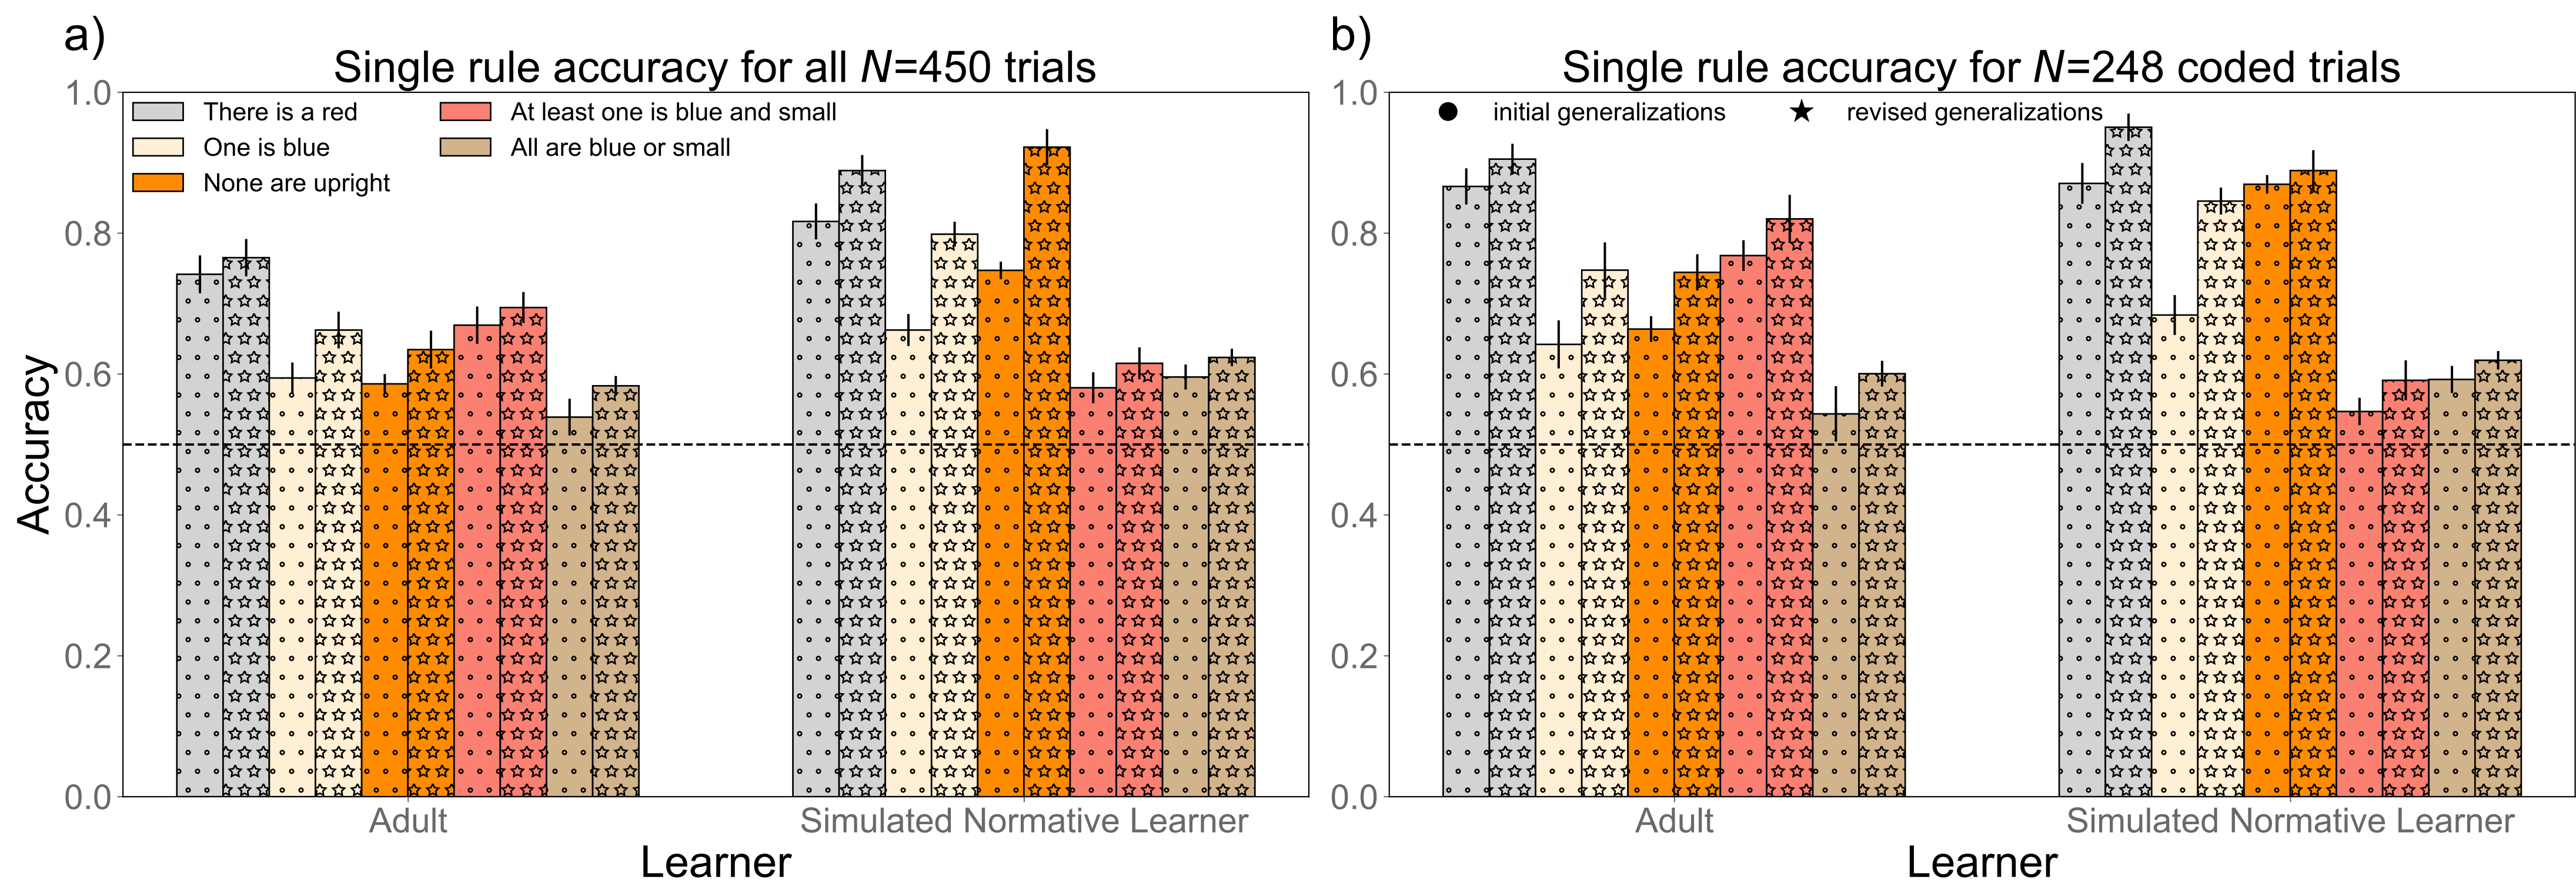 a)
Single rule accuracy for all N=450 trials
There is a red
One is blue
None are upright
At least one is blue and small
All are blue or small
1.0
0.8
0.6
0.4
0.2
0.0
Accuracy
Adult
Simulated Normative Learner
Learner
b)
Single rule accuracy for N=248 coded trials
initial generalizations
revised generalizations
1.0
0.8
0.6
0.4
0.2
0.0
Adult
Simulated Normative Learner
Learner